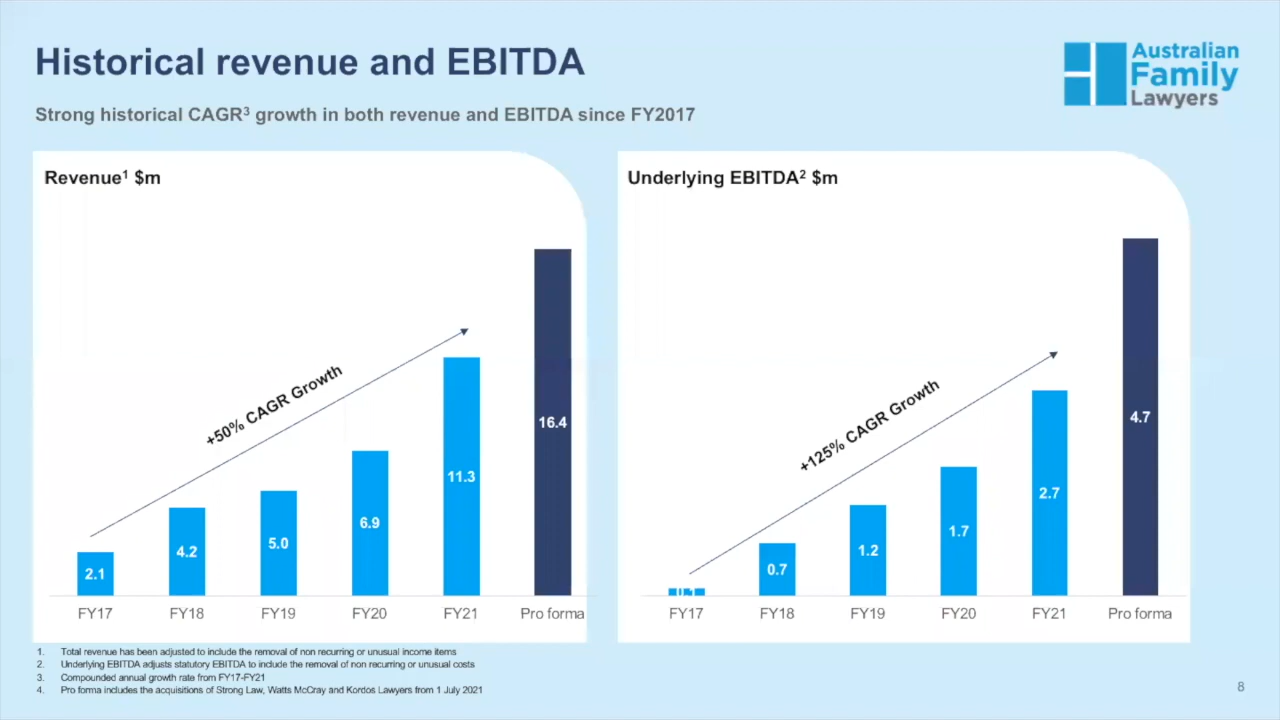 Historical revenue and EBITDA
Australian
Family
Lawyers
Strong historical CAGR³ growth in both revenue and EBITDA since FY2017
Revenue¹ $m
+50% CAGR Growth
2.1
4.2
5.0
6.9
11.3
16.4
FY17
FY18
FY19
FY20
FY21
Pro forma
Underlying EBITDA² $m
+125% CAGR Growth
0.1
0.7
1.2
1.7
2.7
4.7
FY17
FY18
FY19
FY20
FY21
Pro forma
1. Total revenue has been adjusted to include the removal of non recurring or unusual income items
2. Underlying EBITDA adjusts statutory EBITDA to include the removal of non recurring or unusual costs
3. Compounded annual growth rate from FY17-FY21
4. Pro forma includes the acquisitions of Strong Law, Watts McCray and Kordos Lawyers from 1 July 2021
8